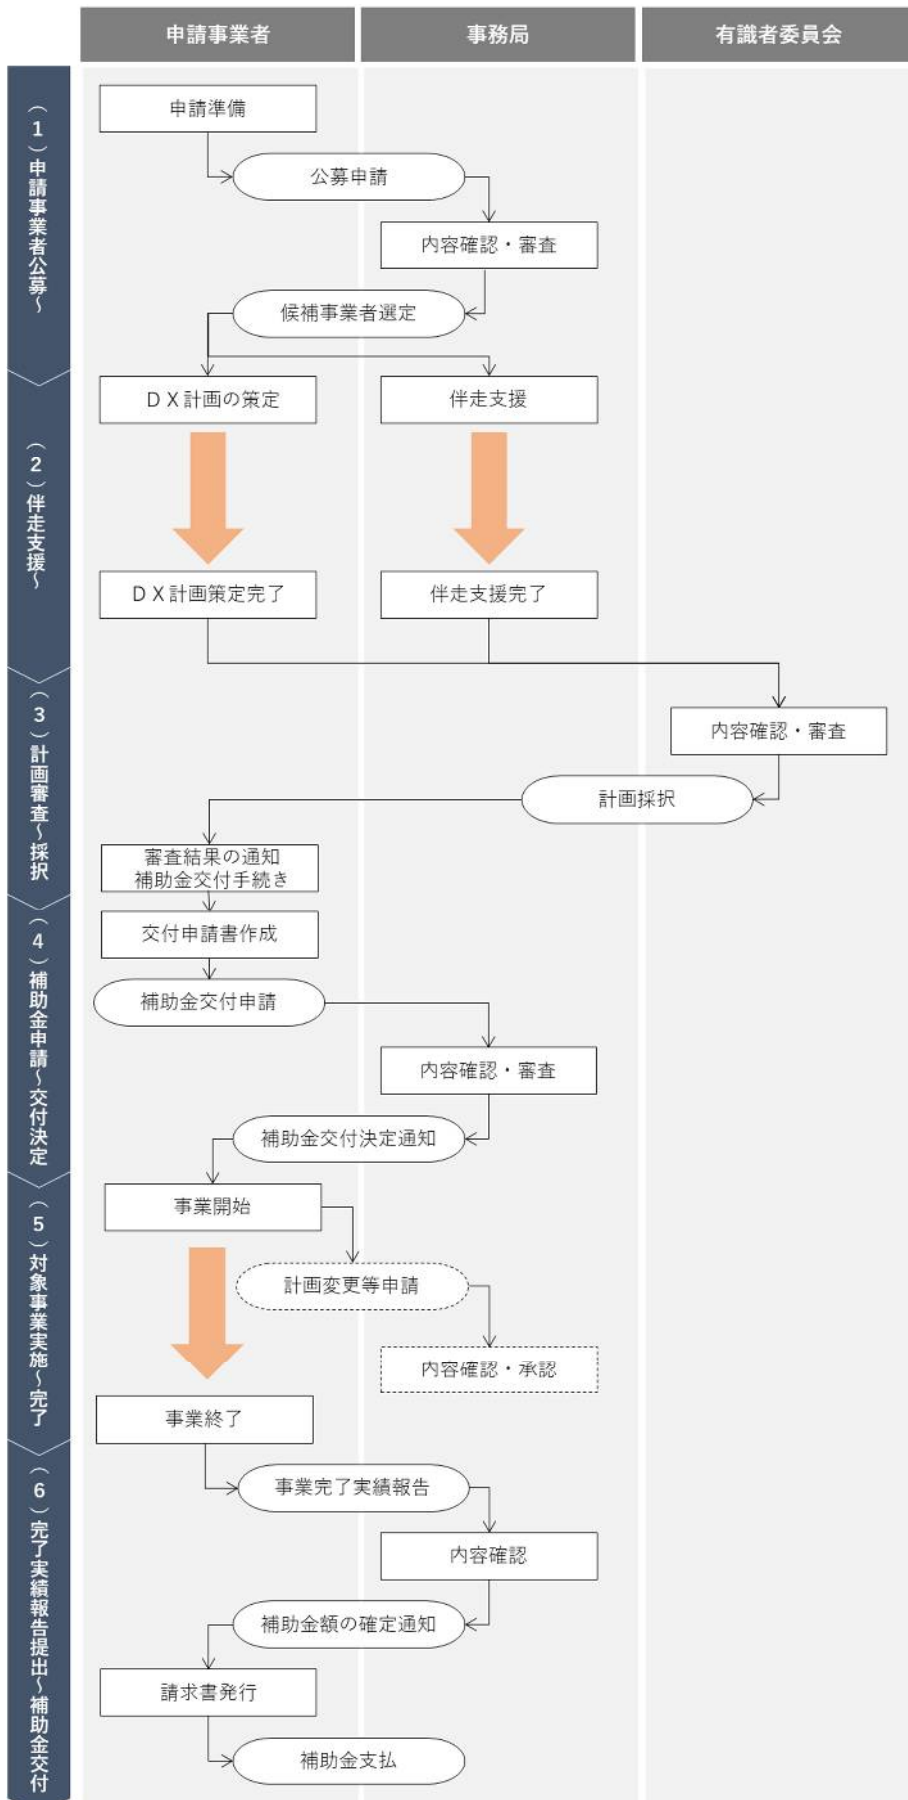 申請事業者
事務局
有識者委員会
（１）申請事業者公募～
申請準備
公募申請
内容確認・審査
候補事業者選定
（２）伴走支援～
ＤＸ計画の策定
伴走支援
ＤＸ計画策定完了
伴走支援完了
（３）計画審査～採択
内容確認・審査
計画採択
審査結果の通知
補助金交付手続き
（４）補助金申請～交付決定
交付申請書作成
補助金交付申請
内容確認・審査
補助金交付決定通知
（５）対象事業実施～完了
事業開始
計画変更等申請
内容確認・承認
事業終了
（６）完了実績報告提出～補助金交付
事業完了実績報告
内容確認
補助金額の確定通知
請求書発行
補助金支払